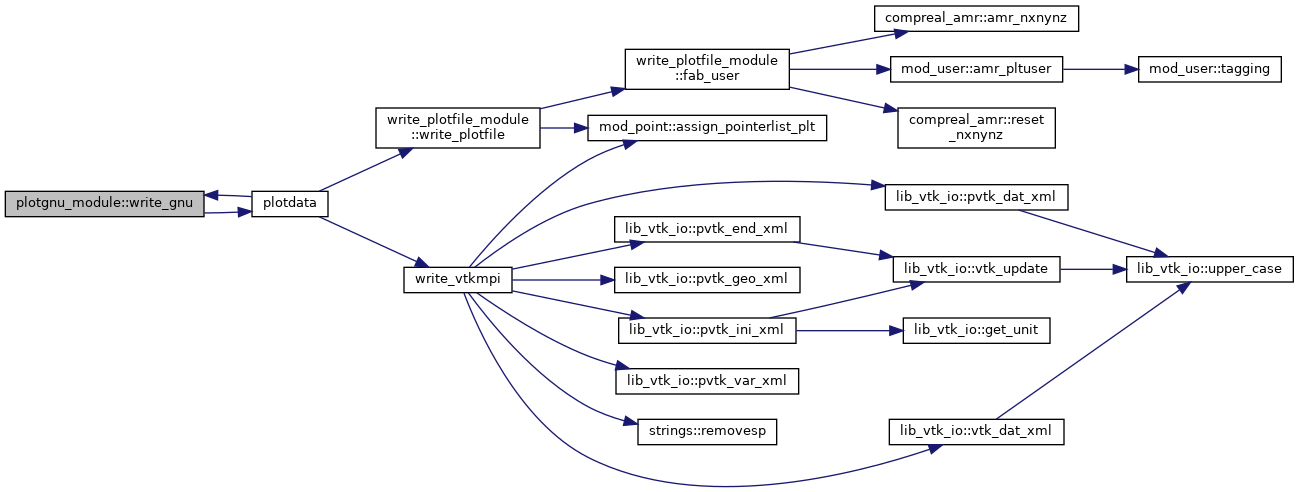 compreal_amr::amr_nxnynz
write_plotfile_module
::fab_user
mod_user::amr_pltuser
mod_user::tagging
write_plotfile_module
::write_plotfile
mod_point::assign_pointerlist_plt
compreal_amr::reset
_nxnynz
plotgnu_module::write_gnu
plotdata
lib_vtk_io::pvtk_dat_xml
lib_vtk_io::pvtk_end_xml
write_vtkmpi
lib_vtk_io::pvtk_geo_xml
lib_vtk_io::vtk_update
lib_vtk_io::upper_case
lib_vtk_io::pvtk_ini_xml
lib_vtk_io::get_unit
lib_vtk_io::pvtk_var_xml
strings::removesp
lib_vtk_io::vtk_dat_xml